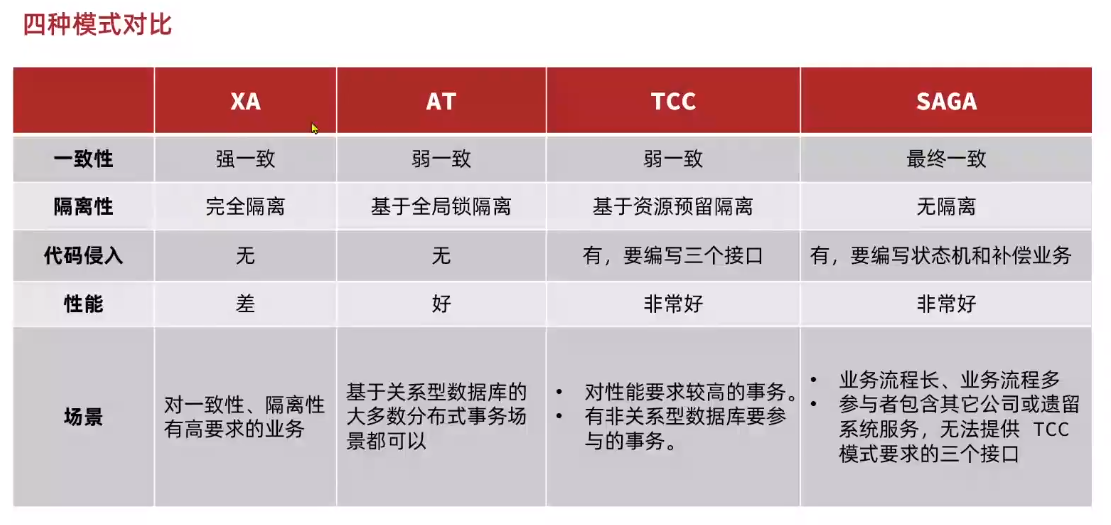 四种模式对比
XA
AT
TCC
SAGA
一致性
强一致
弱一致
弱一致
最终一致
隔离性
完全隔离
基于全局锁隔离
基于资源预留隔离
无隔离
代码侵入
无
无
有，要编写三个接口
有，要编写状态机和补偿业务
性能
差
好
非常好
非常好
场景
对一致性、隔离性
有高要求的业务
基于关系型数据库的
大多数分布式事务场
景都可以
• 对性能要求较高的事务。
• 有非关系型数据库要参
与的事务。
• 业务流程长、业务流程多
• 参与者包含其它公司或遗留
系统服务，无法提供 TCC
模式要求的三个接口